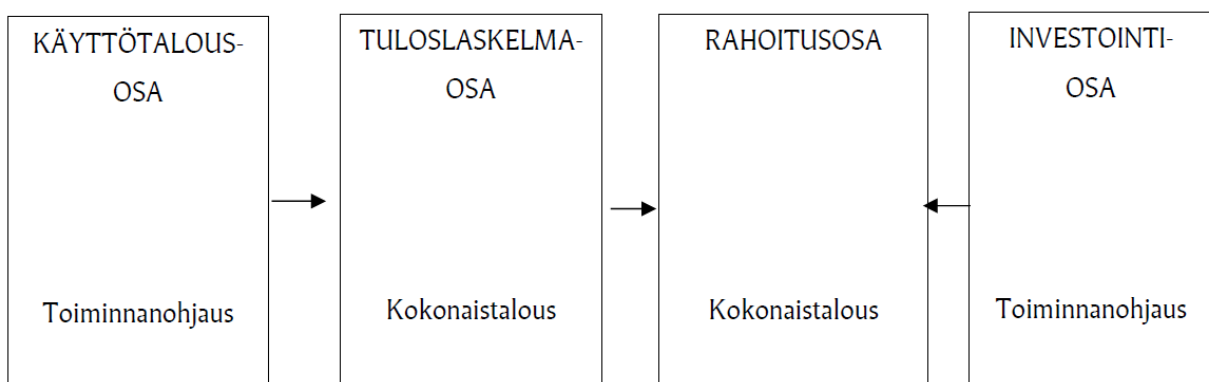 KÄYTTÖTALOUS-
OSA
Toiminnanohjaus
TULOSLASKELMA-
OSA
Kokonaistalous
RAHOITUSOSA
Kokonaistalous
INVESTOINTI-
OSA
Toiminnanohjaus